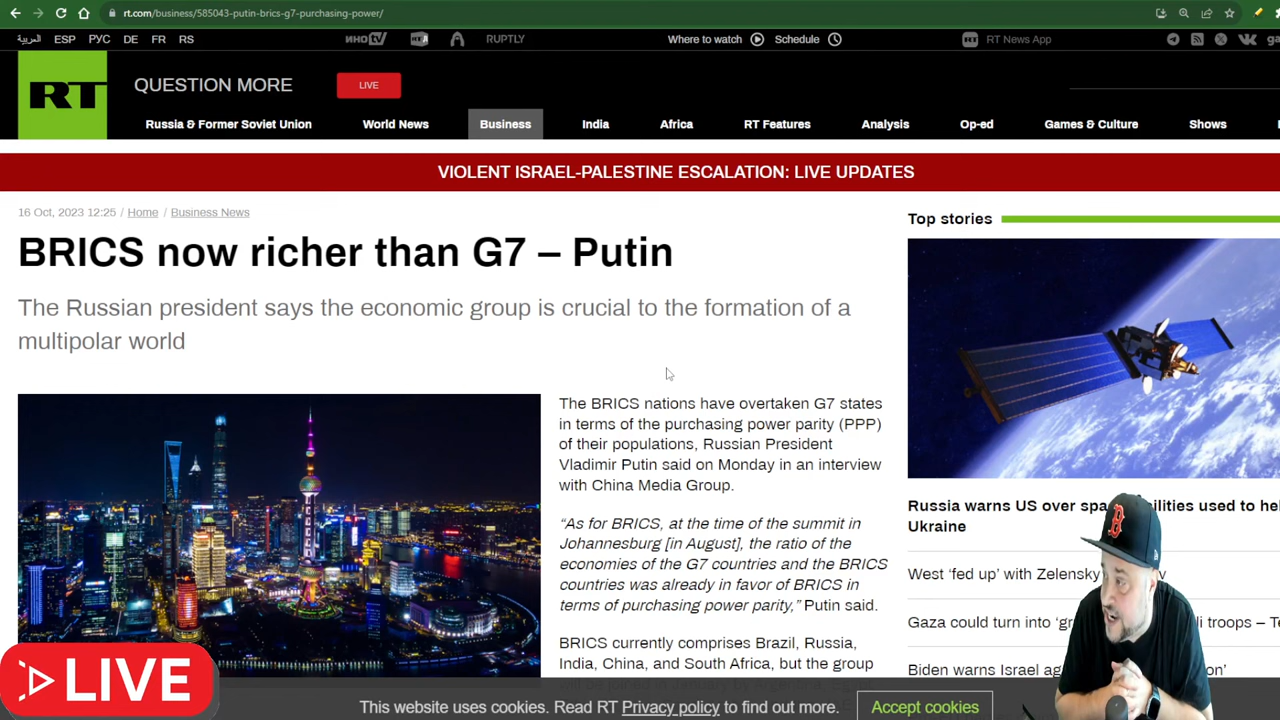 rt.com/business/585043-putin-brics-g7-purchasing-power/
العربية ESP РУС DE FR RS ИНОTV RUPTLY Where to watch Schedule RT News App
RT QUESTION MORE LIVE
Russia & Former Soviet Union World News Business India Africa RT Features Analysis Op-ed Games & Culture Shows
VIOLENT ISRAEL-PALESTINE ESCALATION: LIVE UPDATES
16 Oct, 2023 12:25 / Home / Business News
BRICS now richer than G7 – Putin
The Russian president says the economic group is crucial to the formation of a
multipolar world
The BRICS nations have overtaken G7 states
in terms of the purchasing power parity (PPP)
of their populations, Russian President
Vladimir Putin said on Monday in an interview
with China Media Group.
“As for BRICS, at the time of the summit in
Johannesburg [in August], the ratio of the
economies of the G7 countries and the BRICS
countries was already in favor of BRICS in
terms of purchasing power parity,” Putin said.
BRICS currently comprises Brazil, Russia,
India, China, and South Africa, but the group
Top stories
Russia warns US over used to
Ukraine
West ‘fed up’ with Zelensky
Gaza could turn into troops –
Biden warns Israel
LIVE
This website uses cookies. Read RT Privacy policy to find out more. Accept cookies